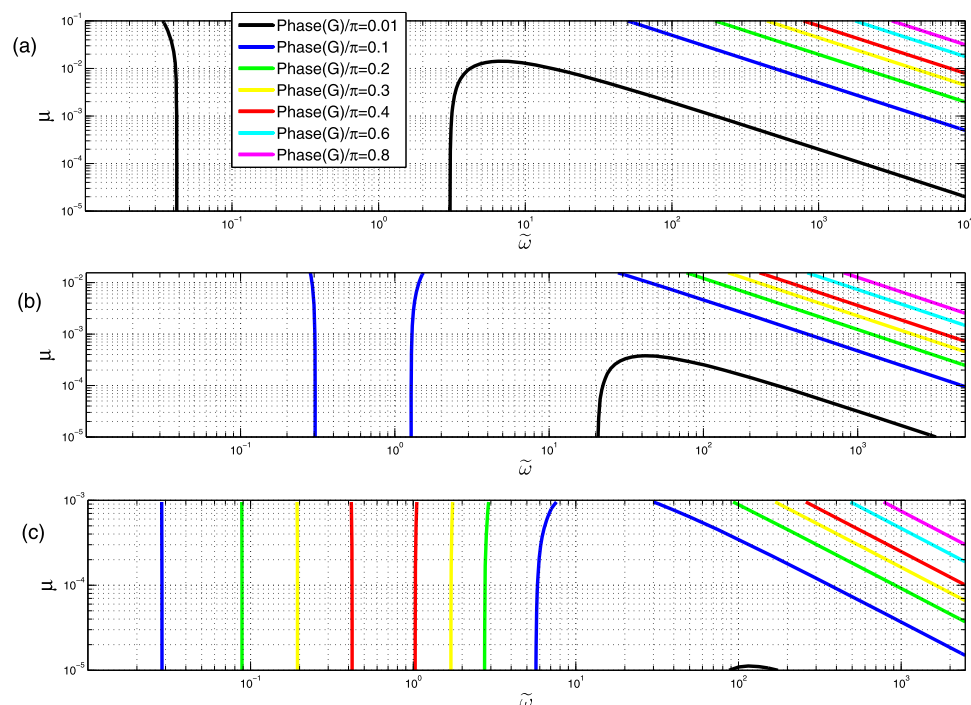 (a)
Phase(G)/π=0.01
Phase(G)/π=0.1
Phase(G)/π=0.2
Phase(G)/π=0.3
Phase(G)/π=0.4
Phase(G)/π=0.6
Phase(G)/π=0.8
μ
10⁻¹
10⁻²
10⁻³
10⁻⁴
10⁻⁵
10⁻¹ 10⁰ 10¹ 10² 10³ 10
ω̃
(b)
μ
10⁻²
10⁻³
10⁻⁴
10⁻⁵
10⁻¹ 10⁰ 10¹ 10² 10³
ω̃
(c)
μ
10⁻³
10⁻⁴
10⁻⁵
10⁻¹ 10⁰ 10¹ 10² 10³
ω̃